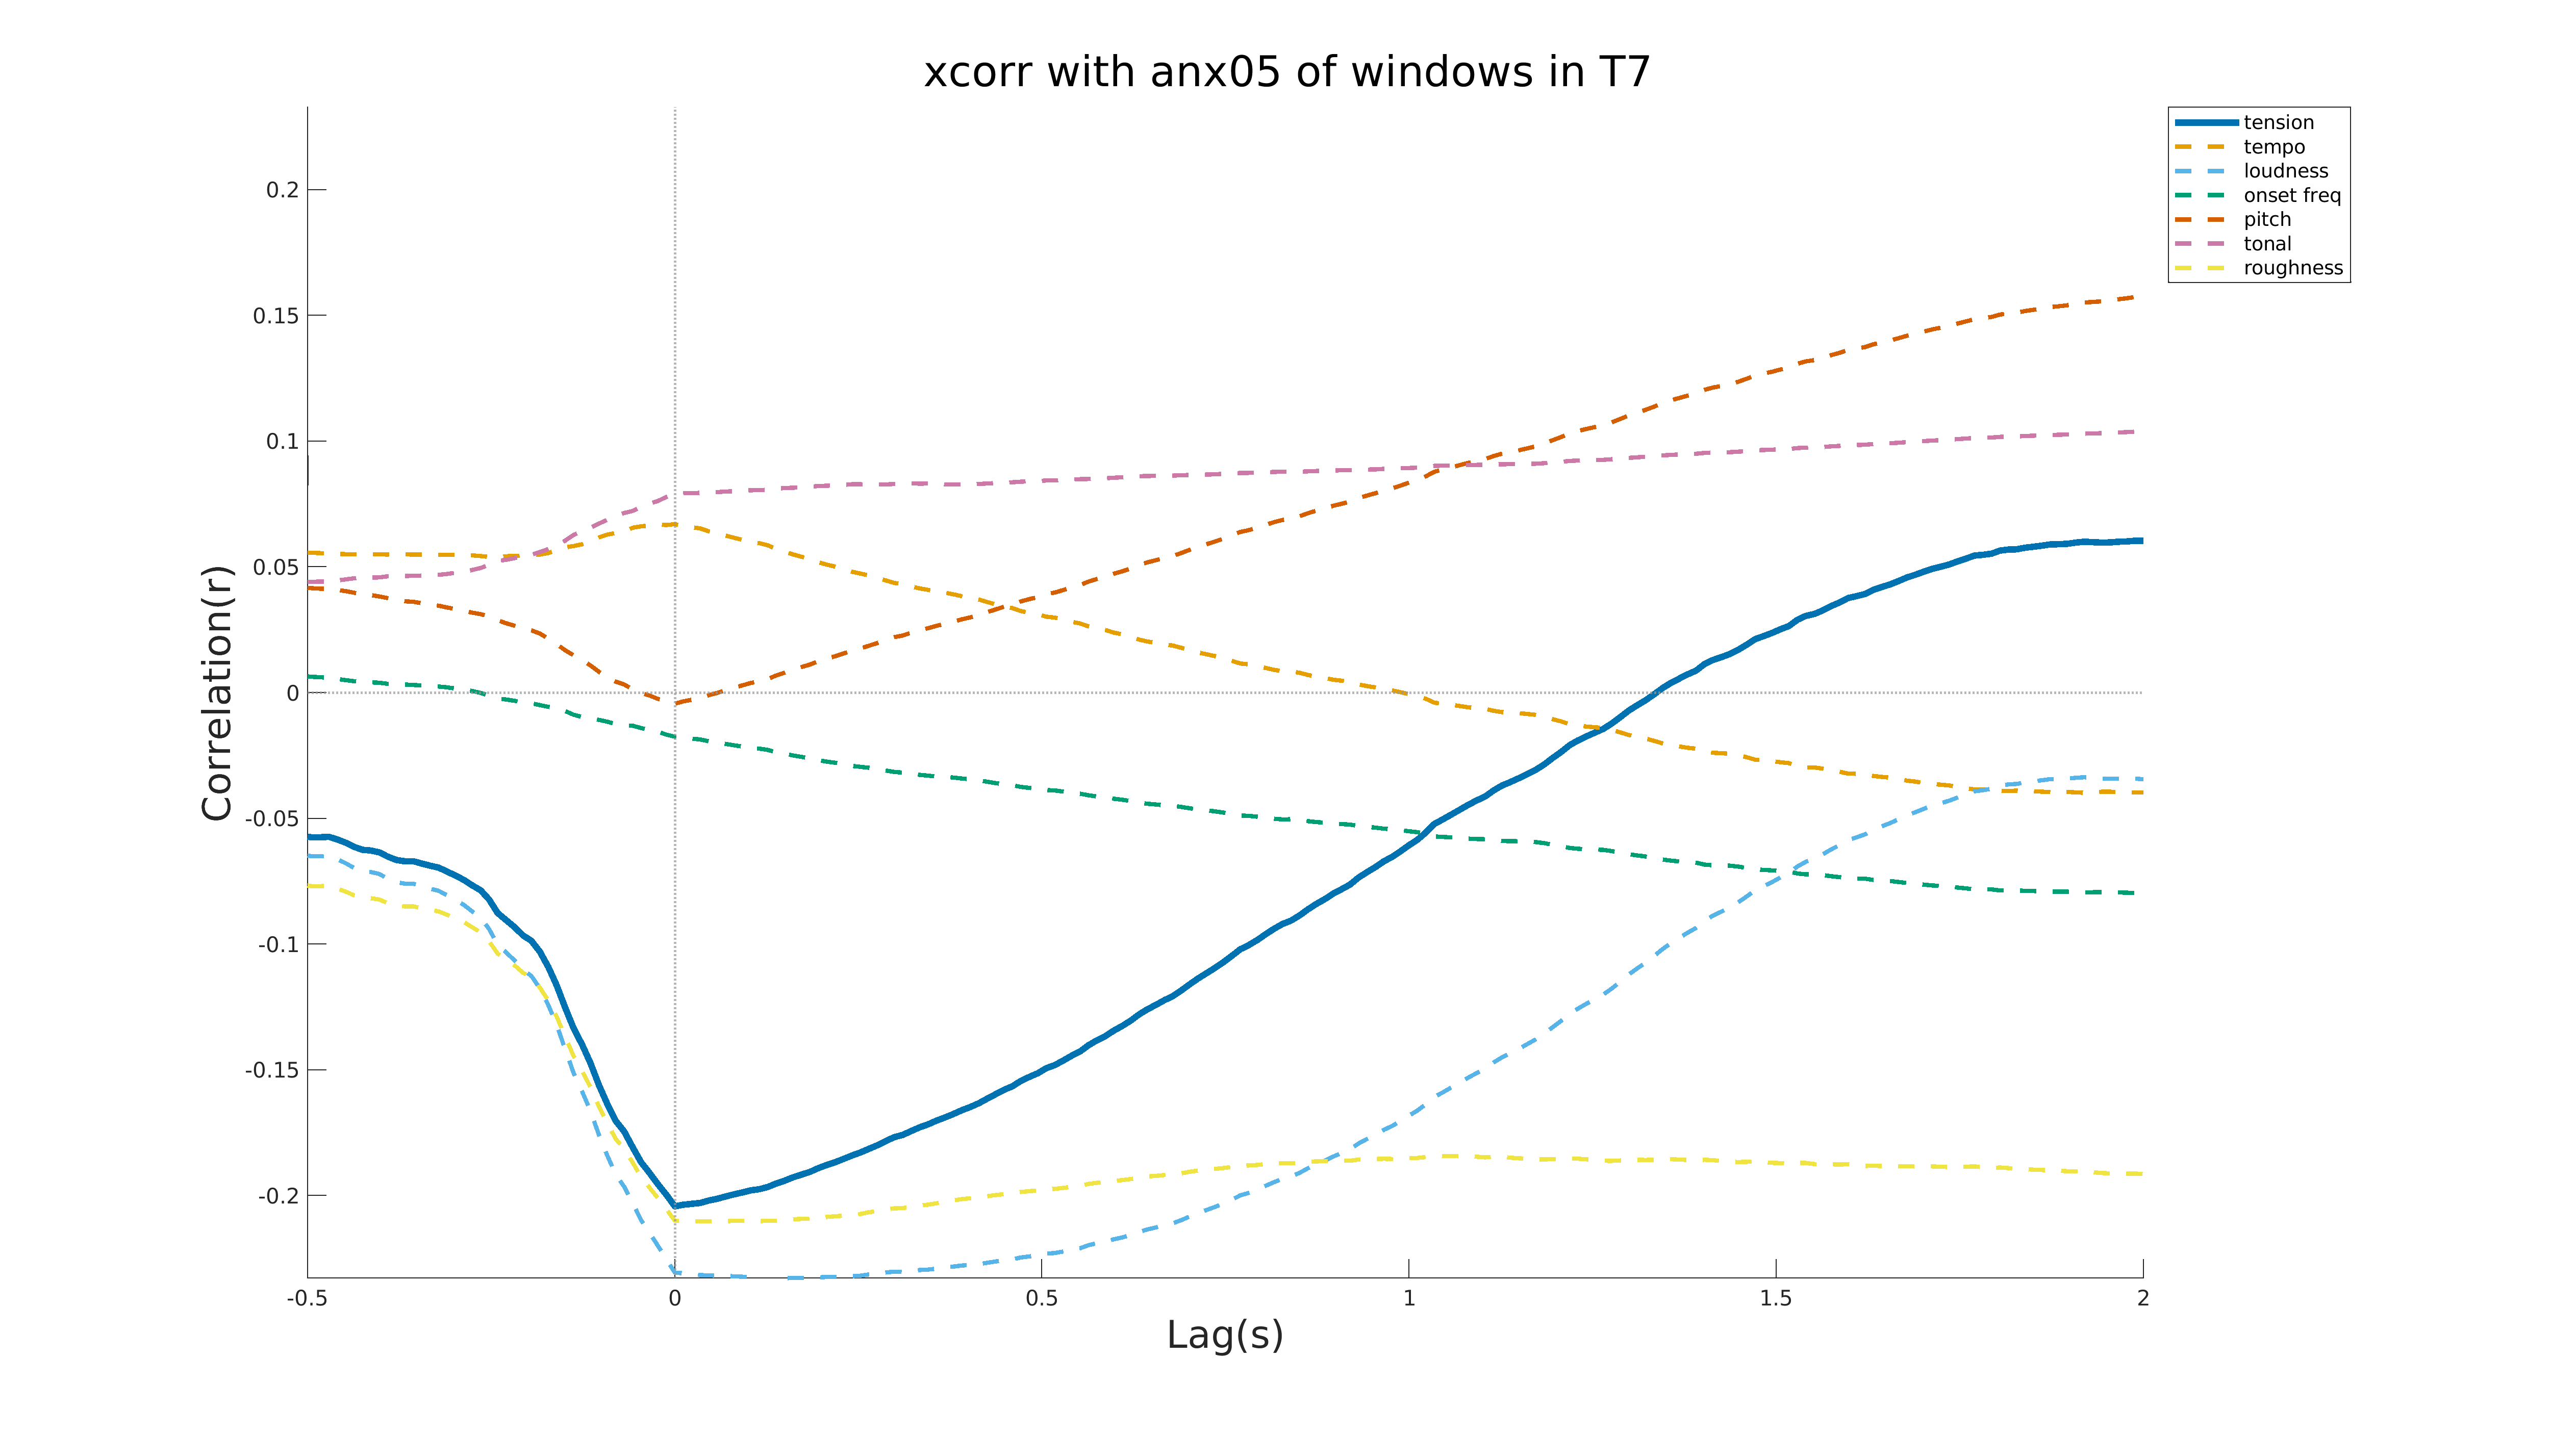 xcorr with anx05 of windows in T7
tension
tempo
loudness
onset freq
pitch
tonal
roughness
0.2
0.15
0.1
0.05
0
-0.05
-0.1
-0.15
-0.2
Correlation(r)
-0.5 0 0.5 1 1.5 2
Lag(s)